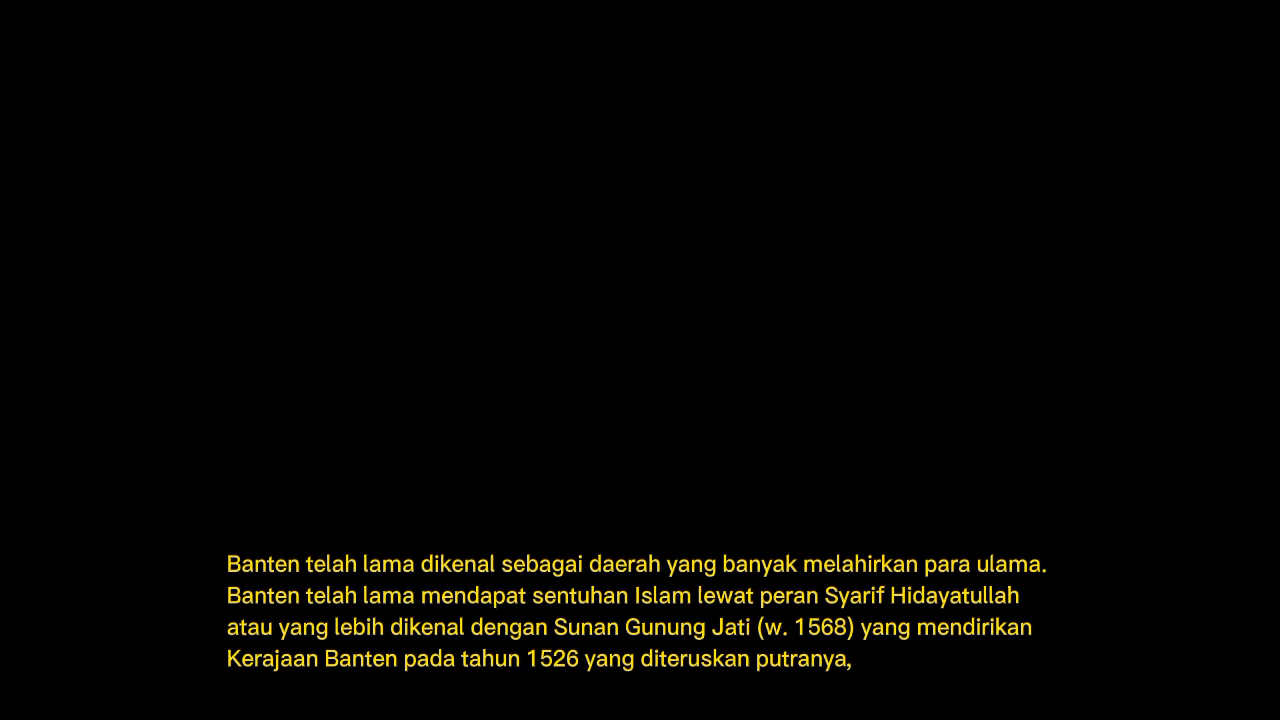 Banten telah lama dikenal sebagai daerah yang banyak melahirkan para ulama.
Banten telah lama mendapat sentuhan Islam lewat peran Syarif Hidayatullah
atau yang lebih dikenal dengan Sunan Gunung Jati (w. 1568) yang mendirikan
Kerajaan Banten pada tahun 1526 yang diteruskan putranya,